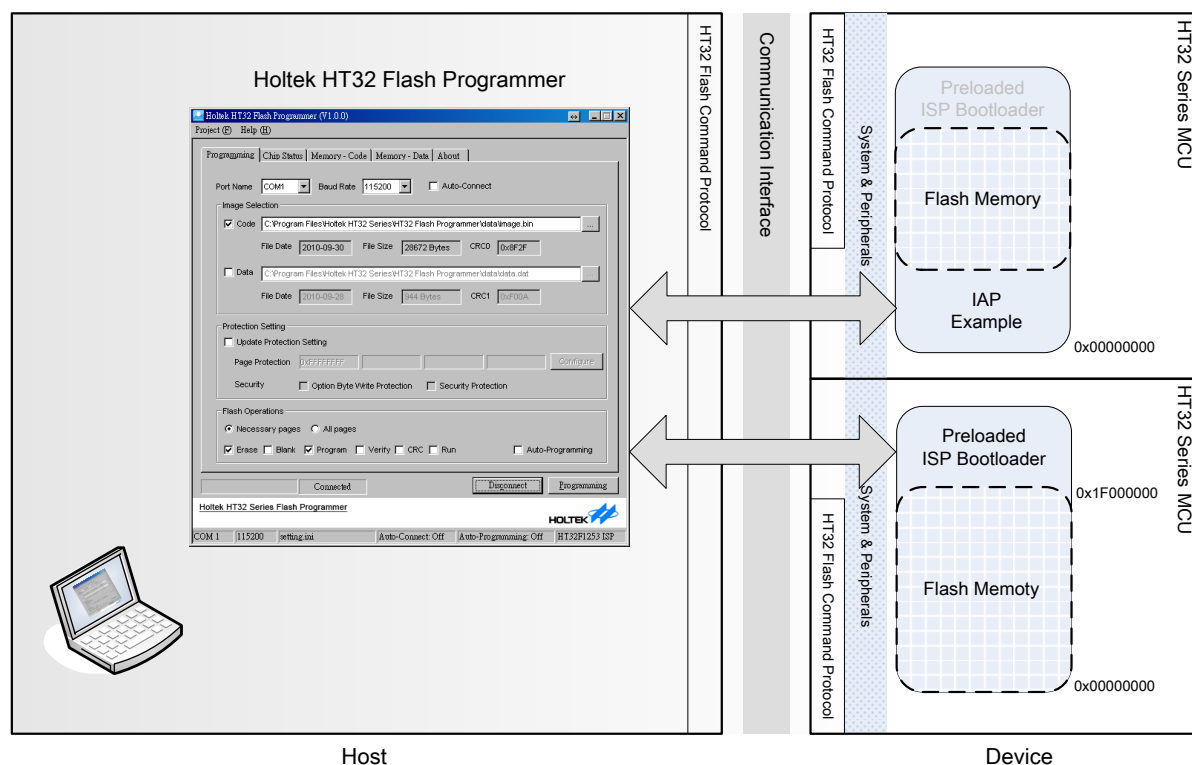 Holtek HT32 Flash Programmer
Holtek HT32 Flash Programmer (V1.0.0)
Project (F) Help (H)
Programming Chip Status Memory - Code Memory - Data About
Port Name COM1 Baud Rate 115200 Auto-Connect
Image Selection
Code C:\Program Files\Holtek HT32 Series\HT32 Flash Programmer\data\image.bin ...
File Date 2010-09-30 File Size 28672 Bytes CRC0 0x8F2F
Data C:\Program Files\Holtek HT32 Series\HT32 Flash Programmer\data\data.dat
File Date 2010-09-28 File Size 944 Bytes CRC1 0xF00A
Protection Setting
Update Protection Setting
Page Protection 0xFFFFFFFF Configure
Security Option Byte Write Protection Security Protection
Flash Operations
Necessary pages All pages
Erase Blank Program Verify CRC Run Auto-Programming
Connected Disconnect Programming
Holtek HT32 Series Flash Programmer
HOLTEK
COM 1 115200 setting.ini Auto-Connect: Off Auto-Programming: Off HT32F1253 ISP
HT32 Flash Command Protocol
Communication Interface
HT32 Flash Command Protocol
System & Peripherals
Preloaded
ISP Bootloader
Flash Memory
IAP
Example
0x00000000
HT32 Series MCU
HT32 Flash Command Protocol
System & Peripherals
Preloaded
ISP Bootloader
0x1F000000
Flash Memoty
0x00000000
HT32 Series MCU
Host
Device